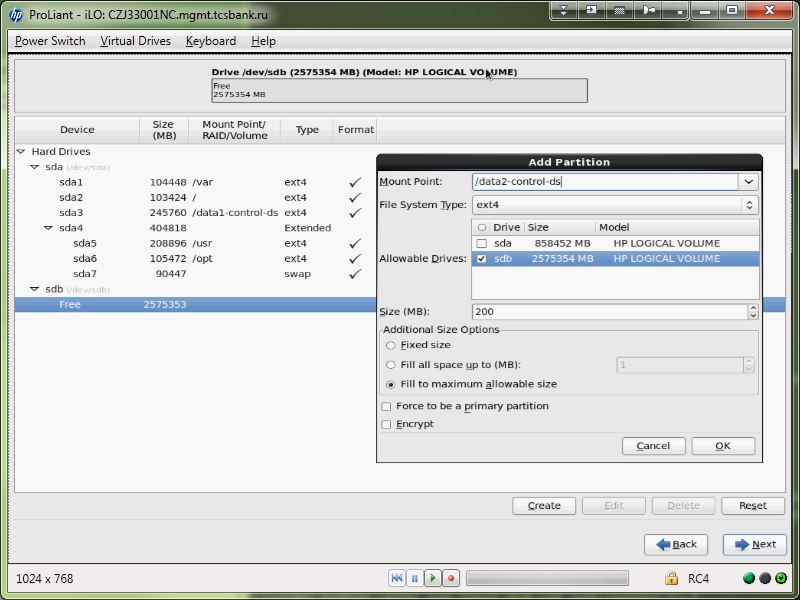 ProLiant - iLO: CZJ33001NC.mgmt.tcsbank.ru
Power Switch Virtual Drives Keyboard Help
Drive /dev/sdb (2575354 MB) (Model: HP LOGICAL VOLUME)
Free
2575354 MB
Device Size (MB) Mount Point/ RAID/Volume Type Format
Hard Drives
sda (/dev/sda)
sda1 104448 /var ext4
sda2 103424 / ext4
sda3 245760 /data1-control-ds ext4
sda4 404818 Extended
sda5 208896 /usr ext4
sda6 105472 /opt ext4
sda7 90447 swap
sdb (/dev/sdb)
Free 2575353
Add Partition
Mount Point: /data2-control-ds
File System Type: ext4
Drive Size Model
sda 858452 MB HP LOGICAL VOLUME
Allowable Drives: sdb 2575354 MB HP LOGICAL VOLUME
Size (MB): 200
Additional Size Options
Fixed size
Fill all space up to (MB): 1
Fill to maximum allowable size
Force to be a primary partition
Encrypt
Cancel OK
Create Edit Delete Reset
Back Next
1024 x 768 RC4